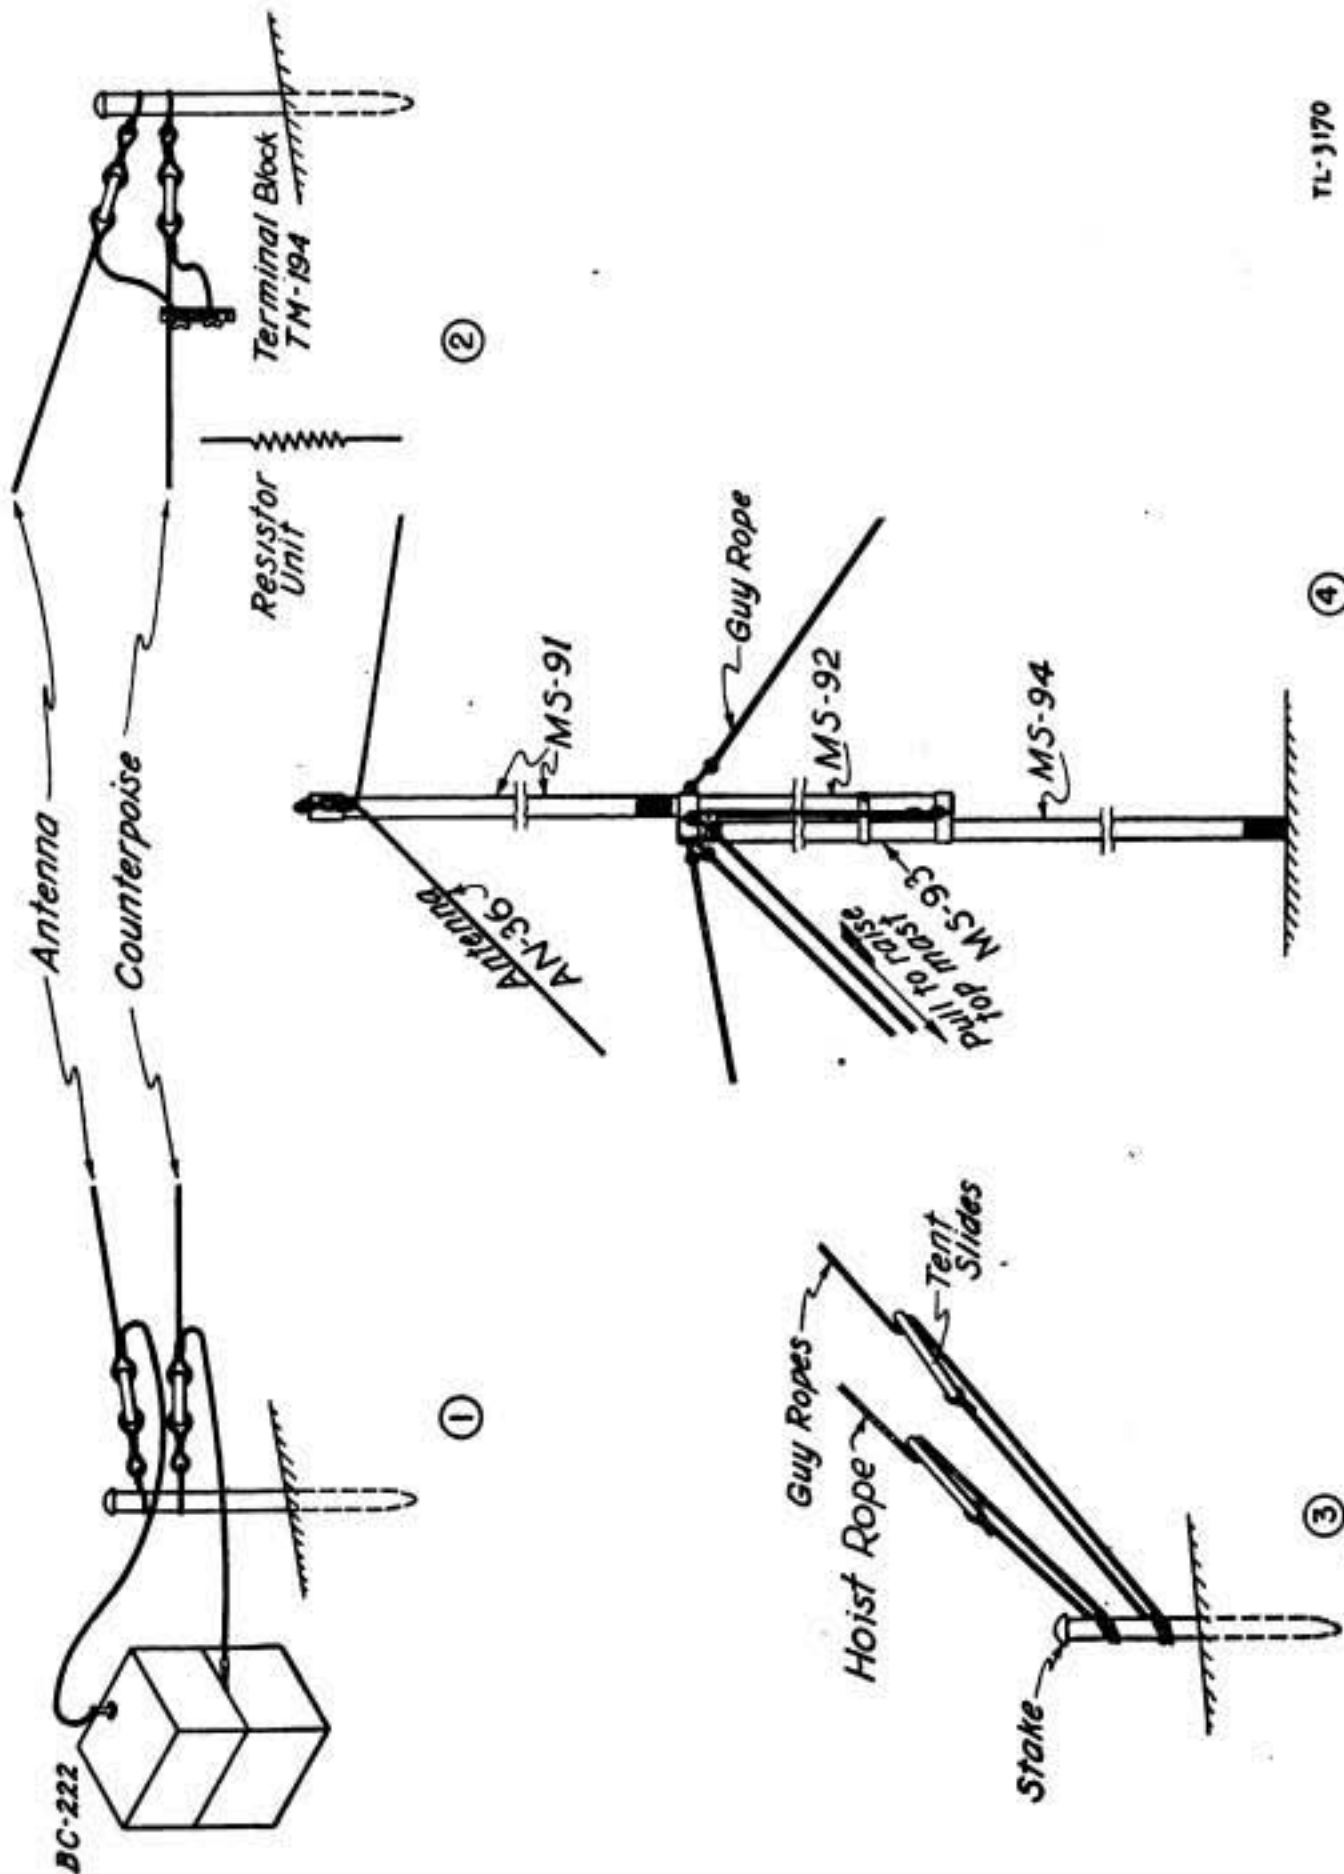 BC-222
Antenna
Counterpoise
①
Resistor
Unit
Terminal Block
TM-194
②
Guy Ropes
Hoist Rope
Tent
Slides
Stake
③
Antenna
AN-36
MS-91
Guy Rope
MS-92
Pull to raise
top mast
MS-93
MS-94
④
TL-3170